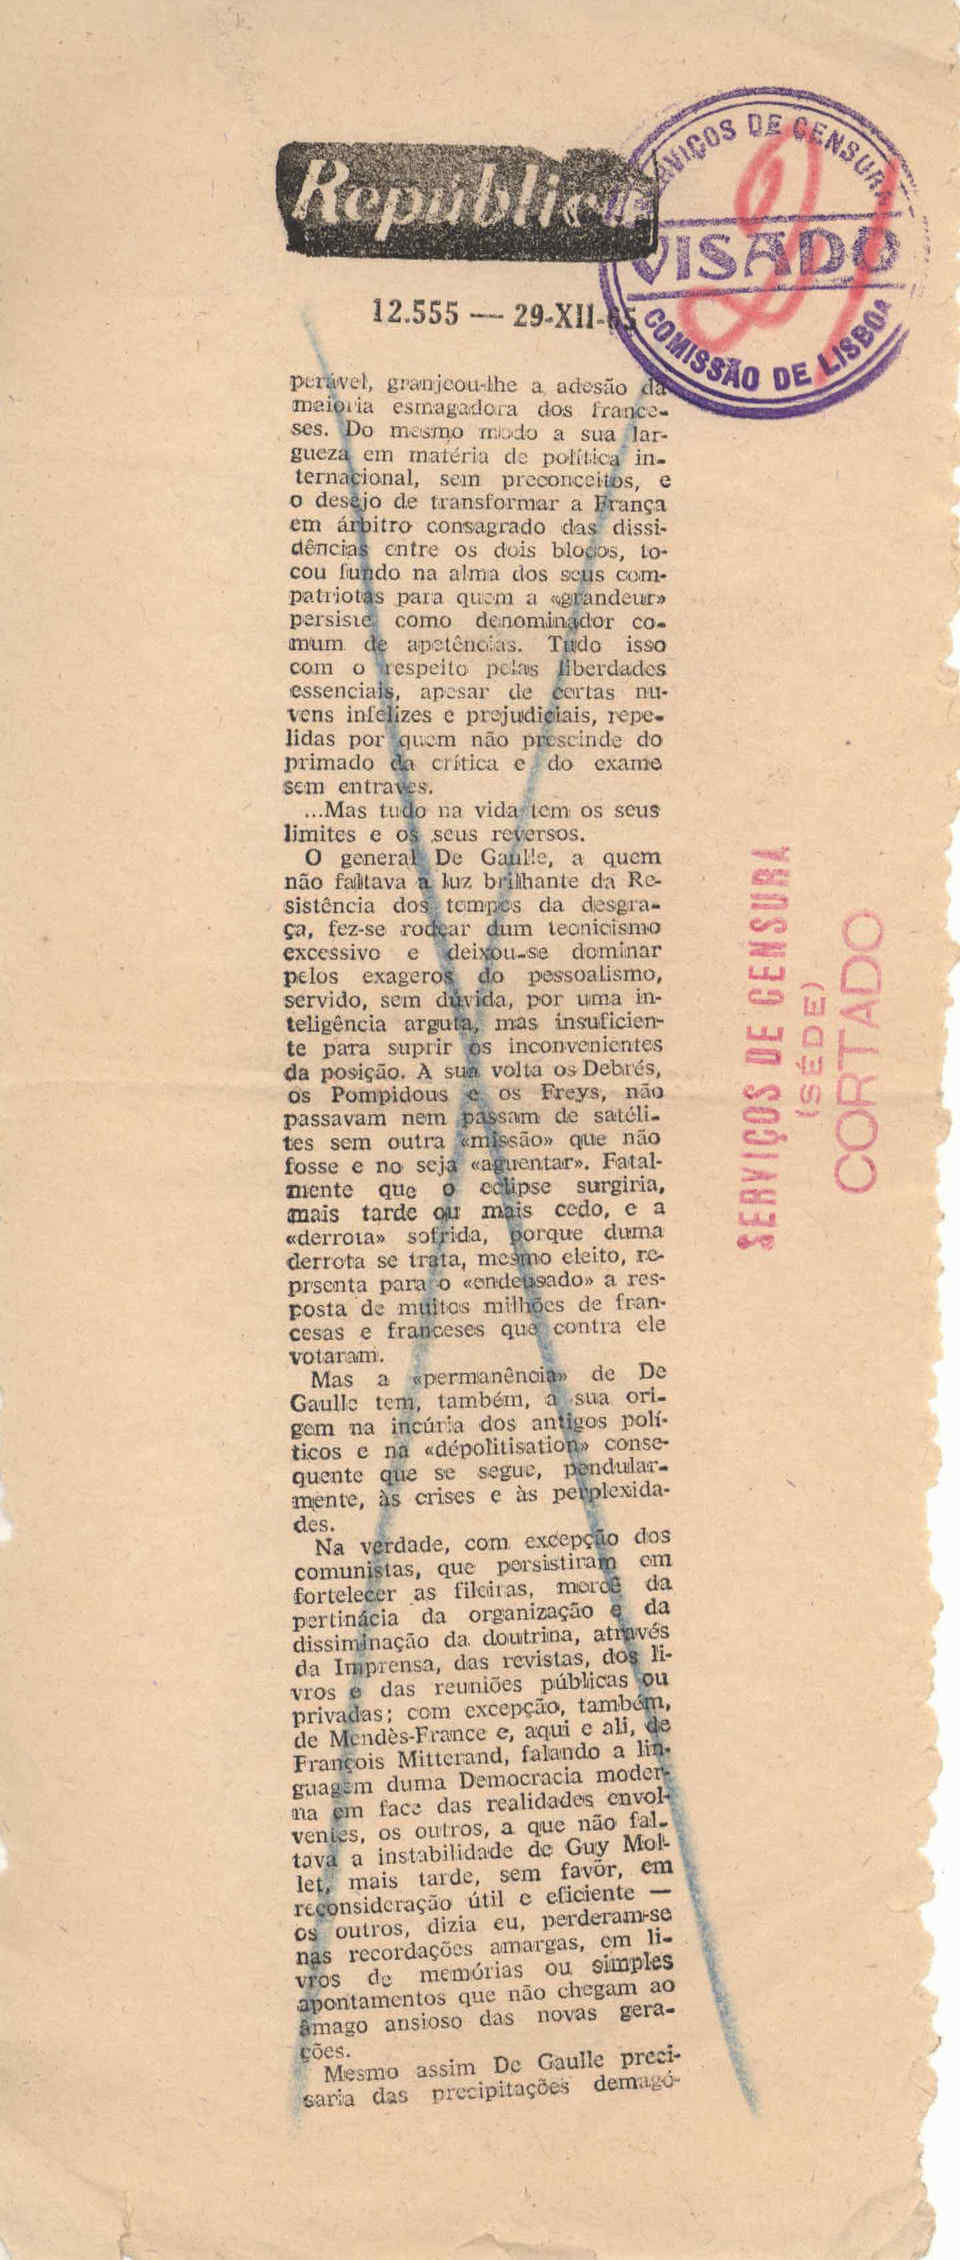 República
SERVIÇOS DE CENSURA
VISADO
COMISSÃO DE LISBOA
12.555 — 29-XII-65
perável, granjeou-lhe a adesão da
maioria esmagadora dos france-
ses. Do mesmo modo a sua lar-
gueza em matéria de política in-
ternacional, sem preconceitos, e
o desejo de transformar a França
em árbitro consagrado das dissi-
dências entre os dois blocos, to-
cou fundo na alma dos seus com-
patriotas para quem a «grandeur»
persiste como denominador co-
mum de apetências. Tudo isso
com o respeito pelas liberdades
essenciais, apesar de certas nu-
vens infelizes e prejudiciais, repe-
lidas por quem não prescinde do
primado da crítica e do exame
sem entraves.
...Mas tudo na vida tem os seus
limites e os seus reversos.
O general De Gaulle, a quem
não faltava a luz brilhante da Re-
sistência dos tempos da desgra-
ça, fez-se rodear dum tecnicismo
excessivo e deixou-se dominar
pelos exageros do pessoalismo,
servido, sem dúvida, por uma in-
teligência arguta, mas insuficien-
te para suprir os inconvenientes
da posição. A sua volta os Debrés,
os Pompidous e os Freys, não
passavam nem passam de satéli-
tes sem outra «missão» que não
fosse e no seja «aguentar». Fatal-
mente que o eclipse surgiria,
mais tarde ou mais cedo, e a
«derrota» sofrida, porque duma
derrota se trata, mesmo eleito, re-
prsenta para o «endeusado» a res-
posta de muitos milhões de fran-
cesas e franceses que contra ele
votaram.
Mas a «permanência» de De
Gaulle tem, também, a sua ori-
gem na incúria dos antigos polí-
ticos e na «dépolitisation» conse-
quente que se segue, pendular-
mente, às crises e às perplexida-
des.
Na verdade, com excepção dos
comunistas, que persistiram em
fortelecer as fileiras, mercê da
pertinácia da organização e da
dissiminação da doutrina, através
da Imprensa, das revistas, dos li-
vros e das reuniões públicas ou
privadas; com excepção, também,
de Mendès-France e, aqui e ali, de
François Mitterand, falando a lin-
guagem duma Democracia moder-
na em face das realidades envol-
ventes, os outros, a que não fal-
tava a instabilidade de Guy Mol-
let, mais tarde, sem favor, em
reconsideração útil e eficiente —
os outros, dizia eu, perderam-se
nas recordações amargas, em li-
vros de memórias ou simples
apontamentos que não chegam ao
âmago ansioso das novas gera-
ções.
Mesmo assim De Gaulle preci-
saria das precipitações demagó-
SERVIÇOS DE CENSURA
(SÉDE)
CORTADO